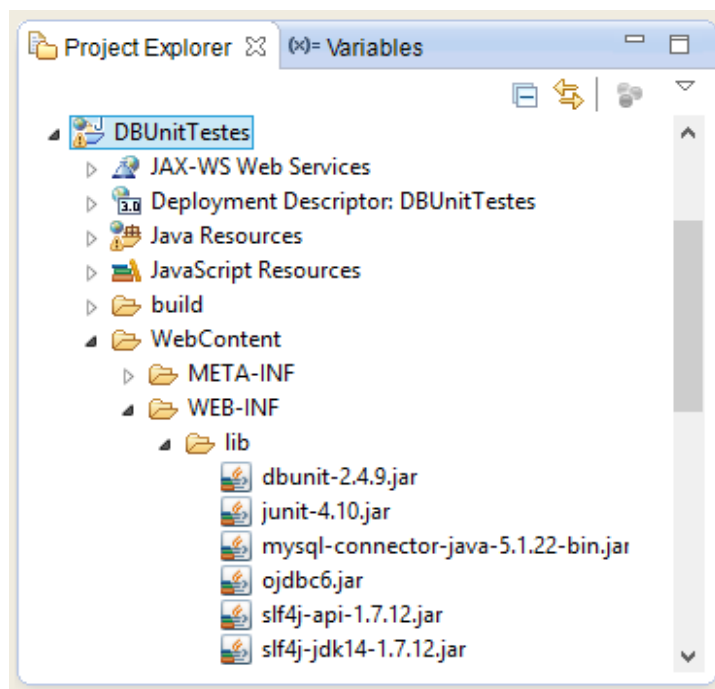 Project Explorer (x)= Variables
DBUnitTestes
JAX-WS Web Services
3.0 Deployment Descriptor: DBUnitTestes
Java Resources
JavaScript Resources
build
WebContent
META-INF
WEB-INF
lib
dbunit-2.4.9.jar
junit-4.10.jar
mysql-connector-java-5.1.22-bin.jar
ojdbc6.jar
slf4j-api-1.7.12.jar
slf4j-jdk14-1.7.12.jar